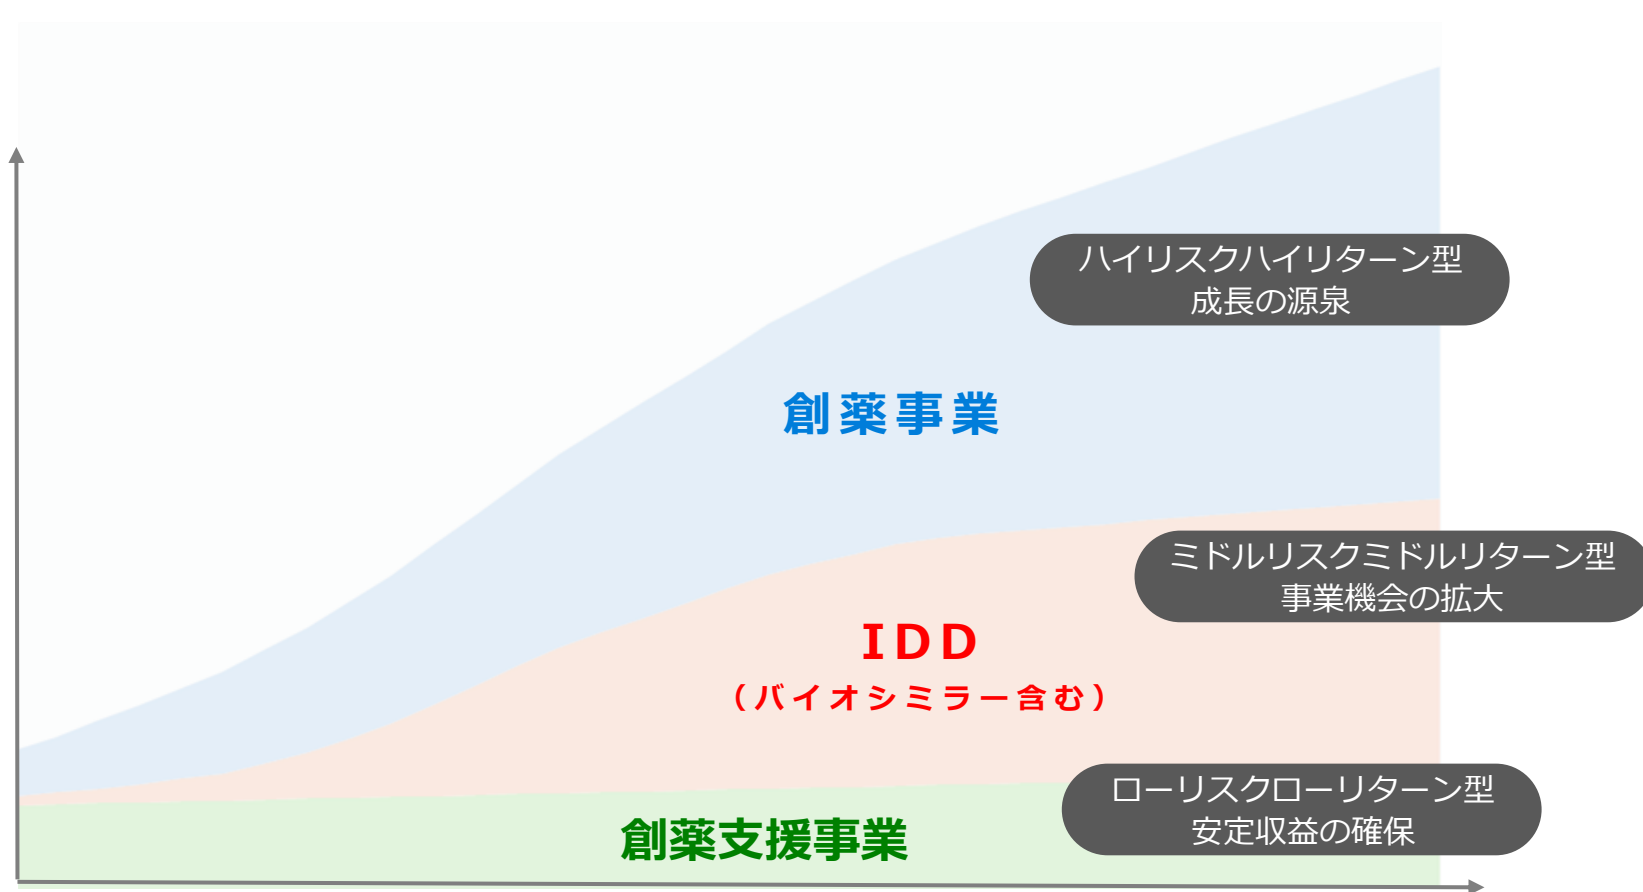 ハイリスクハイリターン型
成長の源泉
創薬事業
ミドルリスクミドルリターン型
事業機会の拡大
IDD
（バイオシミラー含む）
ローリスクローリターン型
安定収益の確保
創薬支援事業